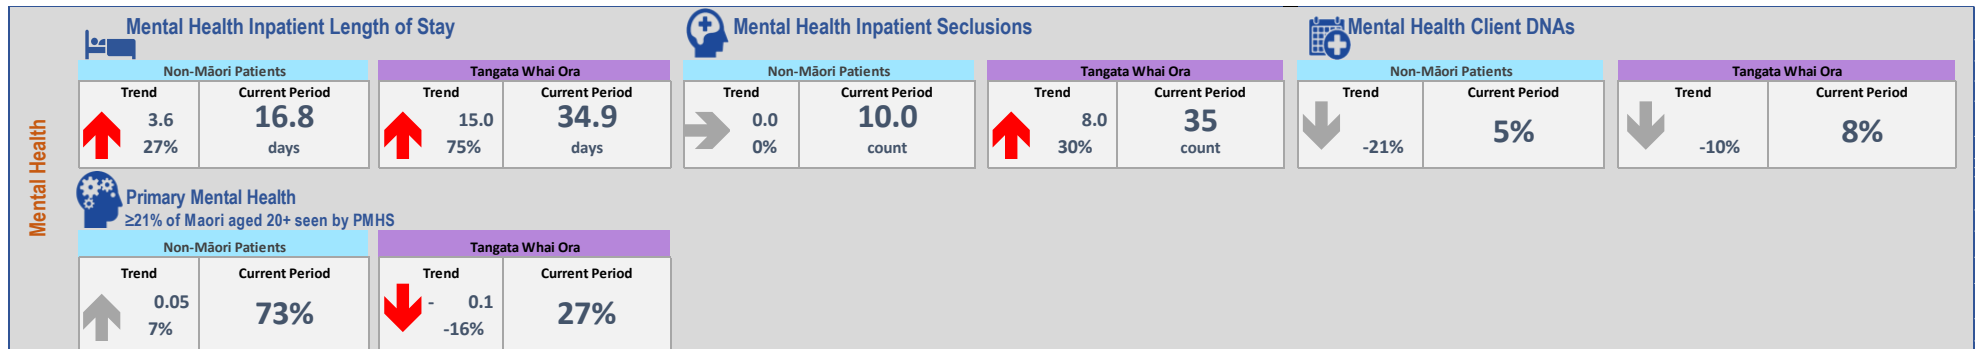 Mental Health
Mental Health Inpatient Length of Stay
Non-Māori Patients
Trend
Current Period
3.6
27%
16.8
days
Tangata Whai Ora
Trend
Current Period
15.0
75%
34.9
days
Mental Health Inpatient Seclusions
Non-Māori Patients
Trend
Current Period
0.0
0%
10.0
count
Tangata Whai Ora
Trend
Current Period
8.0
30%
35
count
Mental Health Client DNAs
Non-Māori Patients
Trend
Current Period
-21%
5%
Tangata Whai Ora
Trend
Current Period
-10%
8%
Primary Mental Health
≥21% of Maori aged 20+ seen by PMHS
Non-Māori Patients
Trend
Current Period
0.05
7%
73%
Tangata Whai Ora
Trend
Current Period
- 0.1
-16%
27%